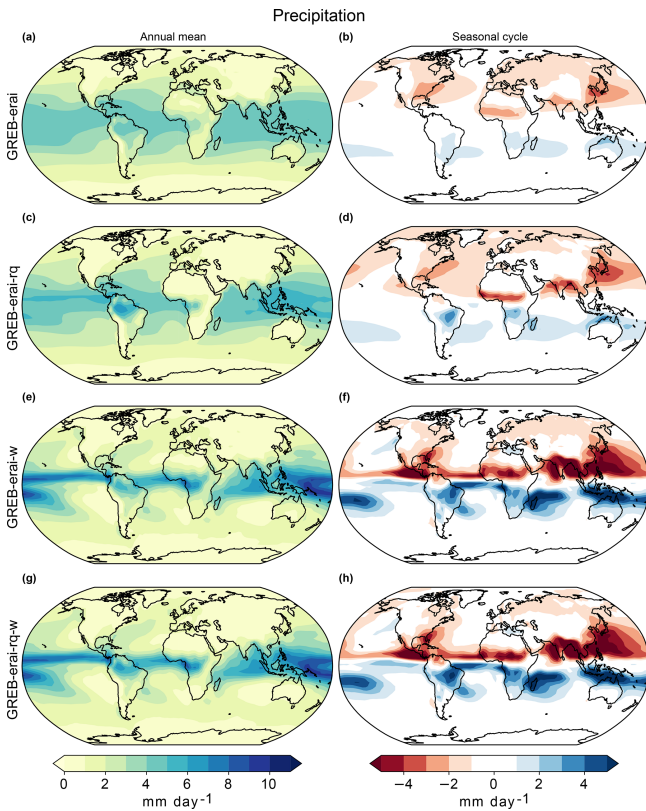 Precipitation
(a) Annual mean (b) Seasonal cycle
GREB-erai
(c) (d)
GREB-erai-rq
(e) (f)
GREB-erai-w
(g) (h)
GREB-erai-rq-w
0 2 4 6 8 10 −4 −2 0 2 4
mm day-1 mm day-1